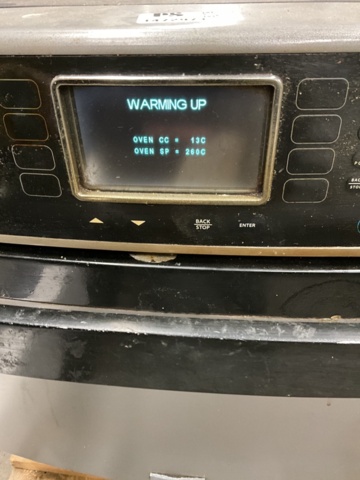 WARMING UP
OVEN CC = 13C
OVEN SP = 260C
BACK
STOP
ENTER